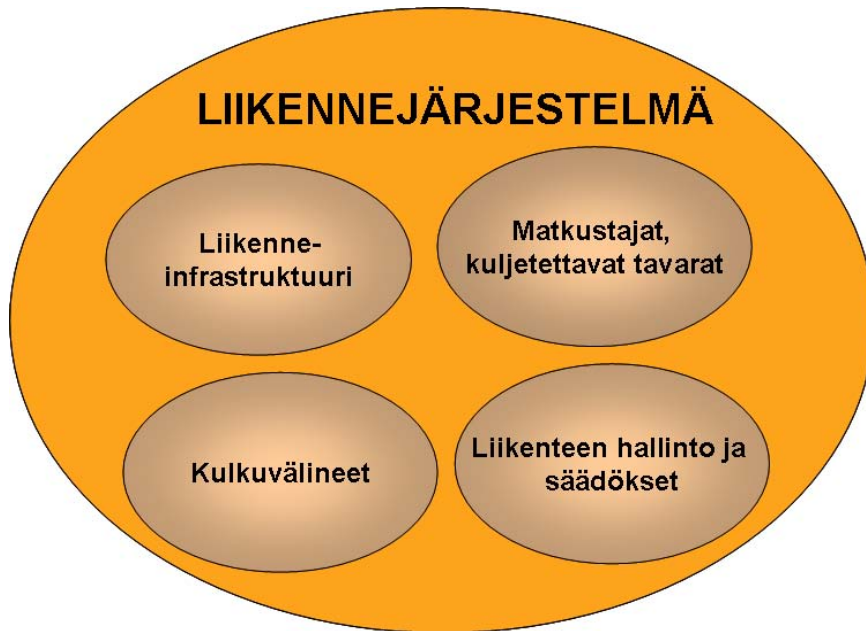 LIIKENNEJÄRJESTELMÄ
Liikenne-
infrastruktuuri
Matkustajat,
kuljetettavat tavarat
Kulkuvälineet
Liikenteen hallinto ja
säädökset